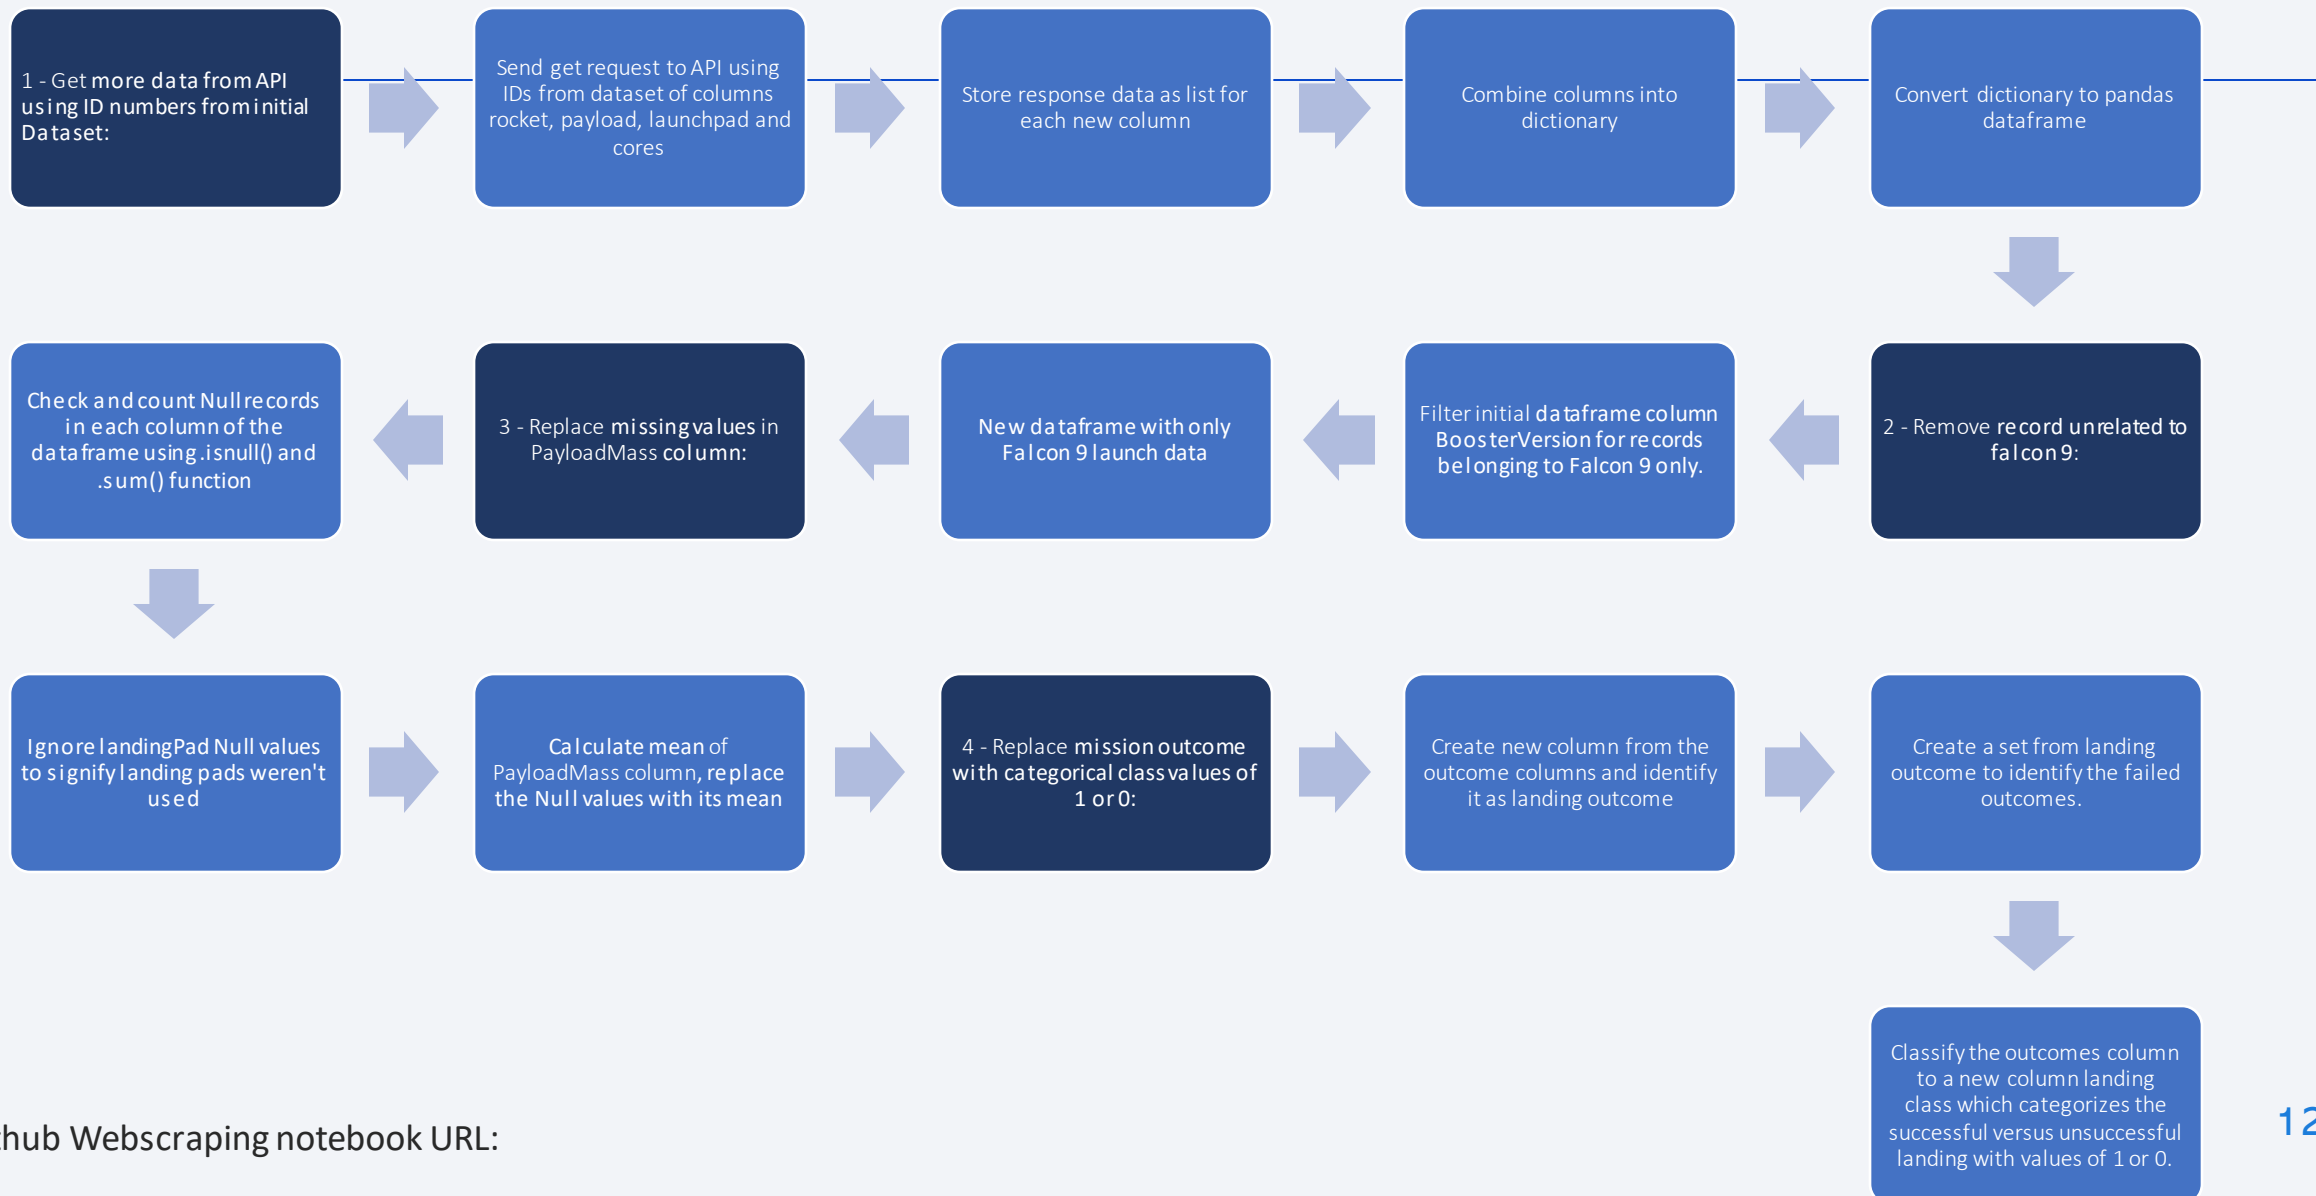 1 - Get more data from API
using ID numbers from initial
Dataset:
Send get request to API using
IDs from dataset of columns
rocket, payload, launchpad and
cores
Store response data as list for
each new column
Combine columns into
dictionary
Convert dictionary to pandas
dataframe
2 - Remove record unrelated to
falcon 9:
Filter initial dataframe column
BoosterVersion for records
belonging to Falcon 9 only.
New dataframe with only
Falcon 9 launch data
3 - Replace missing values in
PayloadMass column:
Check and count Null records
in each column of the
dataframe using .isnull() and
.sum() function
Ignore landingPad Null values
to signify landing pads weren't
used
Calculate mean of
PayloadMass column, replace
the Null values with its mean
4 - Replace mission outcome
with categorical class values of
1 or 0:
Create new column from the
outcome columns and identify
it as landing outcome
Create a set from landing
outcome to identify the failed
outcomes.
Classify the outcomes column
to a new column landing
class which categorizes the
successful versus unsuccessful
landing with values of 1 or 0.
thub Webscraping notebook URL:
12